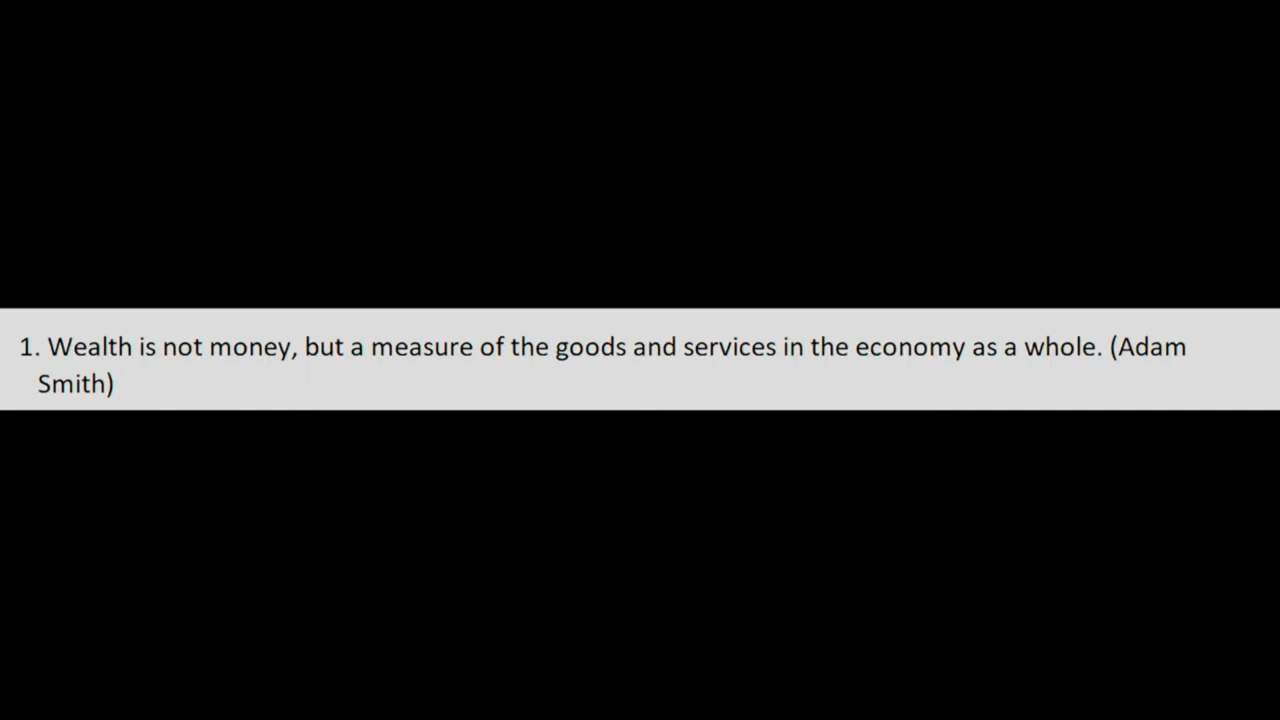 1. Wealth is not money, but a measure of the goods and services in the economy as a whole. (Adam
Smith)